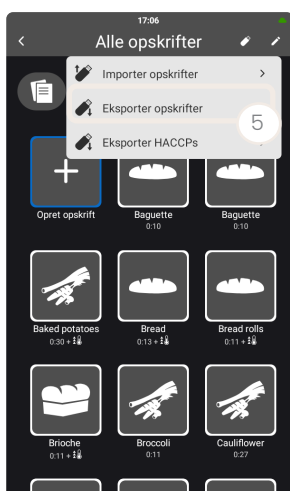 17:06
Alle opskrifter
Importer opskrifter
Eksporter opskrifter
5
Eksporter HACCPs
Opret opskrift
Baguette
0:10
Baguette
0:10
Baked potatoes
0:30 +
Bread
0:13 +
Bread rolls
0:11 +
Brioche
0:11 +
Broccoli
0:11
Cauliflower
0:27